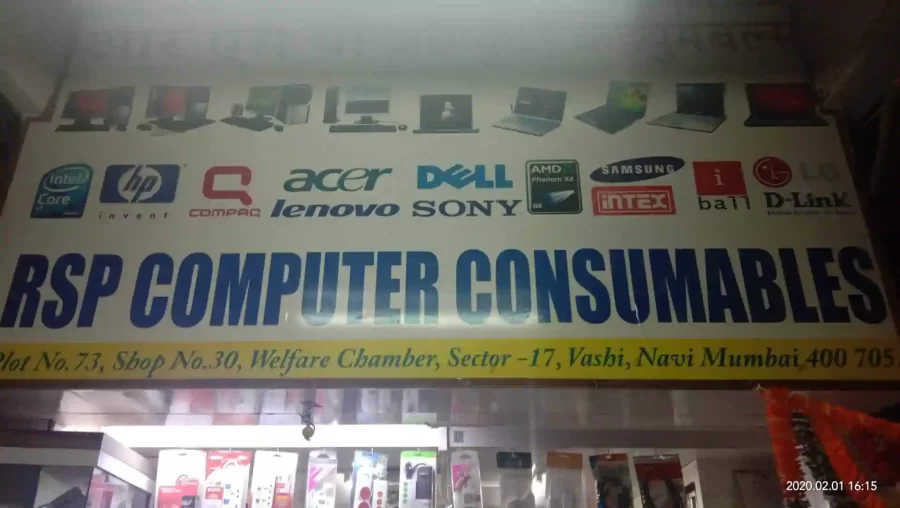 intel Core hp invent COMPAQ acer lenovo DELL SONY AMD Phenom X4 64 SAMSUNG INTEX i ball LG D-Link
RSP COMPUTER CONSUMABLES
Plot No.73, Shop No.30, Welfare Chamber, Sector -17, Vashi, Navi Mumbai 400 705.
2020.02.01 16:15